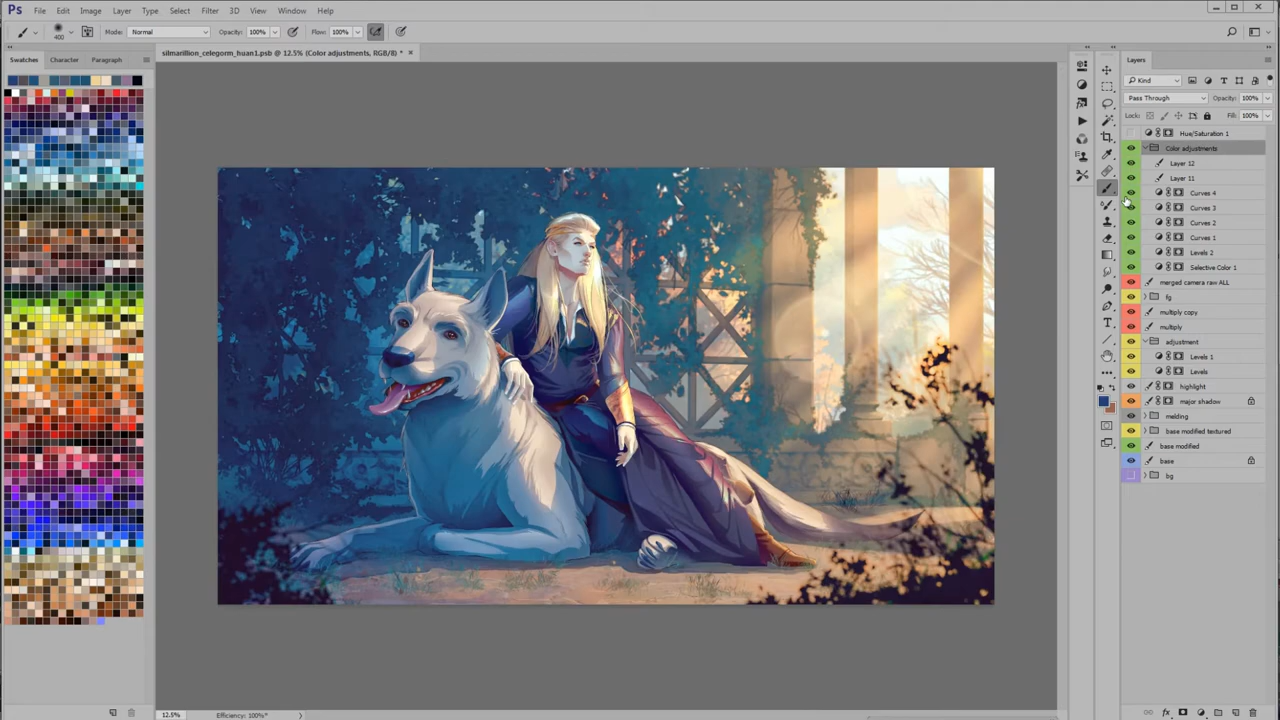 Ps File Edit Image Layer Type Select Filter 3D View Window Help
400 Mode: Normal Opacity: 100% Flow: 100%
Swatches Character Paragraph
silmarillion_celegorm_huan1.psb @ 12.5% (Color adjustments, RGB/8) *
Layers
Kind
Pass Through Opacity: 100%
Lock: Fill: 100%
Hue/Saturation 1
Color adjustments
Layer 12
Layer 11
Curves 4
Curves 3
Curves 2
Curves 1
Levels 2
Selective Color 1
merged camera raw ALL
fg
multiply copy
multiply
adjustment
Levels 1
Levels
highlight
major shadow
melding
base modified textured
base modified
base
bg
12.5% Efficiency: 100%*